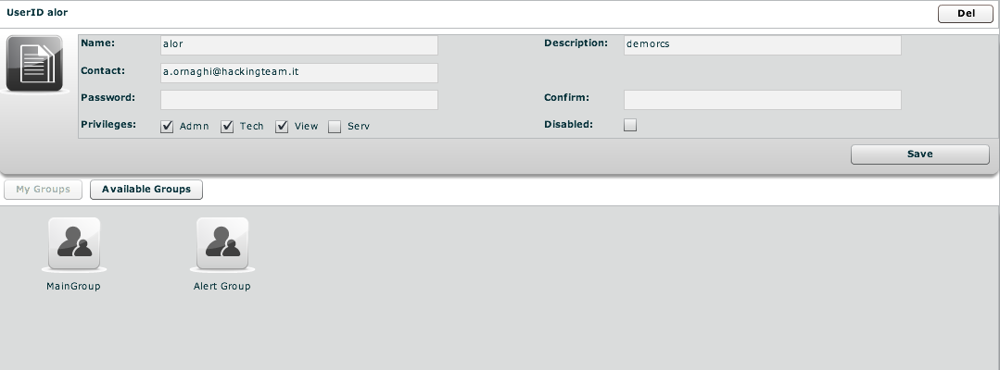 UserID alor
Del
Name: alor Description: demorcs
Contact: a.ornaghi@hackingteam.it
Password: Confirm:
Privileges: Admn Tech View Serv Disabled:
Save
My Groups Available Groups
MainGroup Alert Group